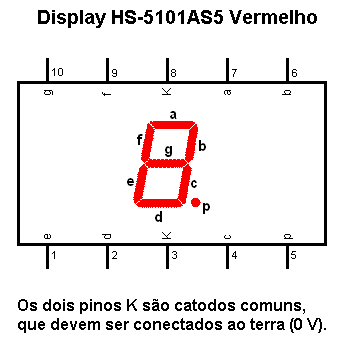 Display HS-5101AS5 Vermelho
10 9 8 7 6
g f K a b
a
f b
g
e c
d p
e d K c p
1 2 3 4 5
Os dois pinos K são catodos comuns,
que devem ser conectados ao terra (0 V).